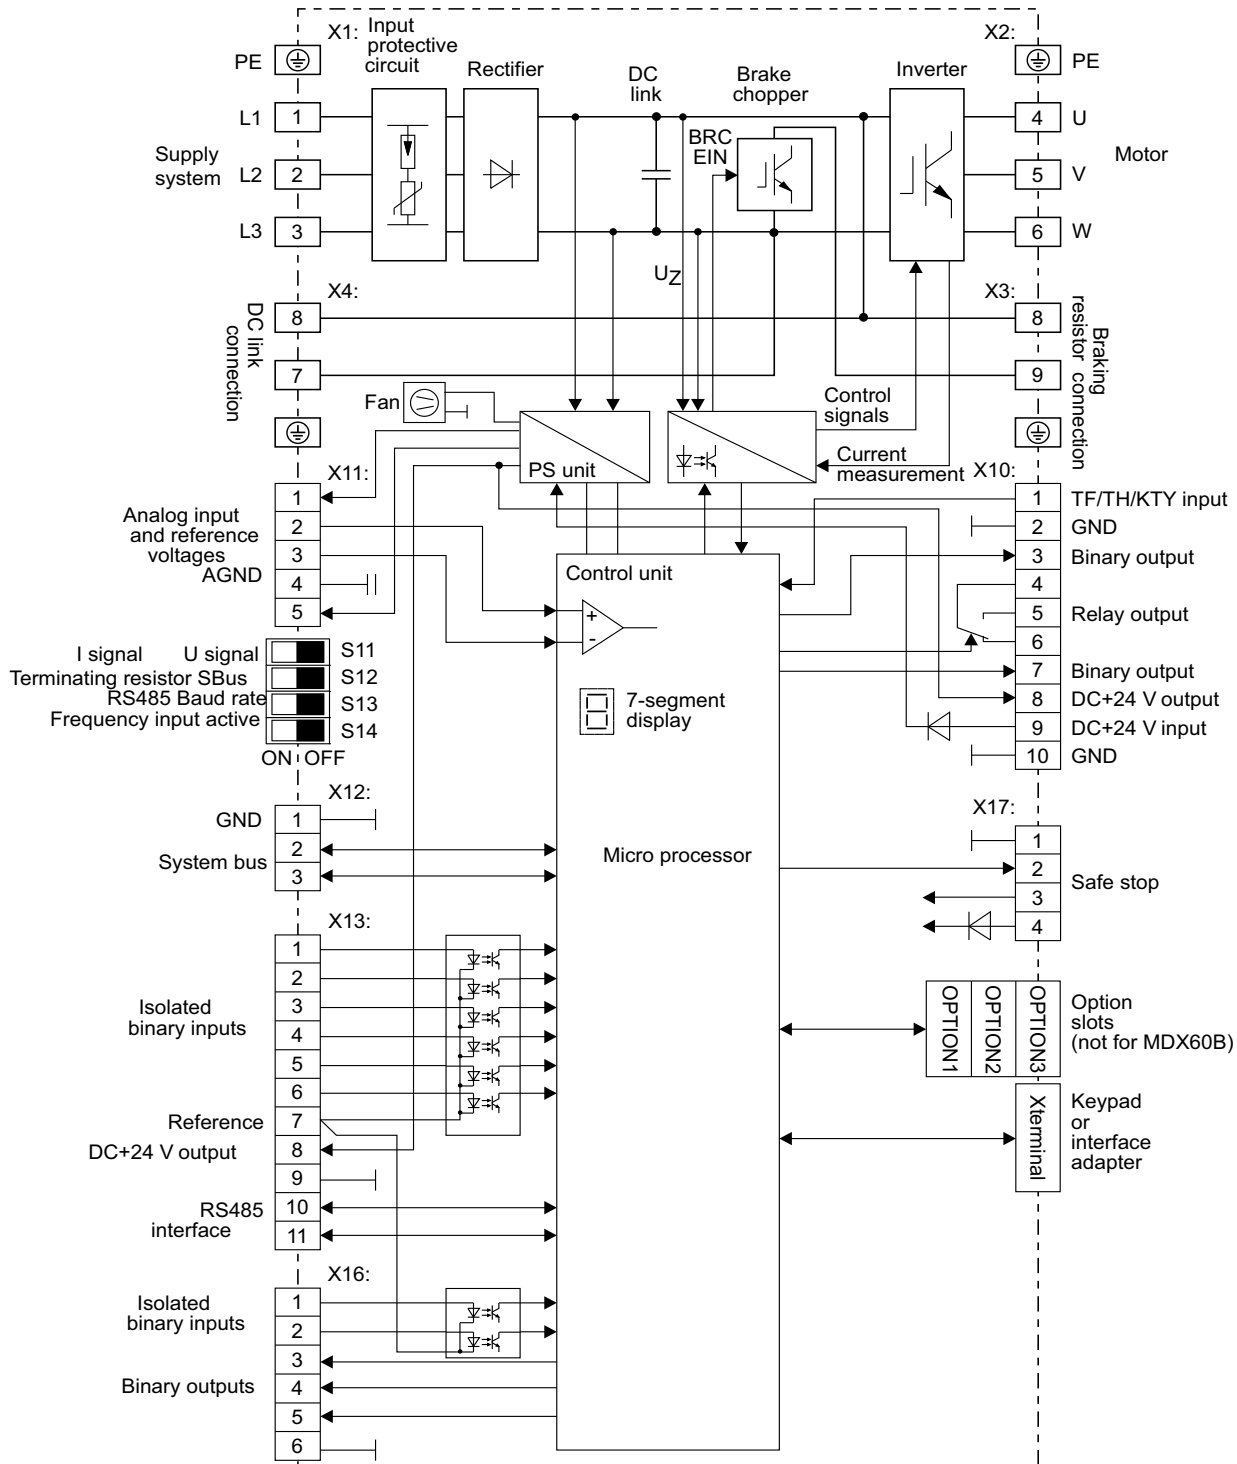 X1:
Input
protective
circuit
Rectifier
DC
link
Brake
chopper
Inverter
X2:
PE
PE
L1
1
4
U
BRC
EIN
Supply
system
L2
2
5
V
Motor
L3
3
6
W
UZ
X4:
X3:
DC link
connection
8
7
8
9
Braking
resistor connection
Fan
PS unit
Control
signals
Current
measurement
X11:
1
2
3
4
5
Analog input
and reference
voltages
AGND
X10:
1
TF/TH/KTY input
2
GND
3
Binary output
4
5
Relay output
6
7
Binary output
8
DC+24 V output
9
DC+24 V input
10
GND
Control unit
+
-
7-segment
display
I signal
U signal
S11
Terminating resistor SBus
S12
RS485 Baud rate
S13
Frequency input active
S14
ON
OFF
X12:
GND
1
2
System bus
3
Micro processor
X17:
1
2
Safe stop
3
4
X13:
1
2
3
Isolated
binary inputs
4
5
6
Reference
7
DC+24 V output
8
9
RS485
interface
10
11
OPTION1
OPTION2
OPTION3
Option
slots
(not for MDX60B)
Xterminal
Keypad
or
interface
adapter
X16:
Isolated
binary inputs
1
2
3
Binary outputs
4
5
6